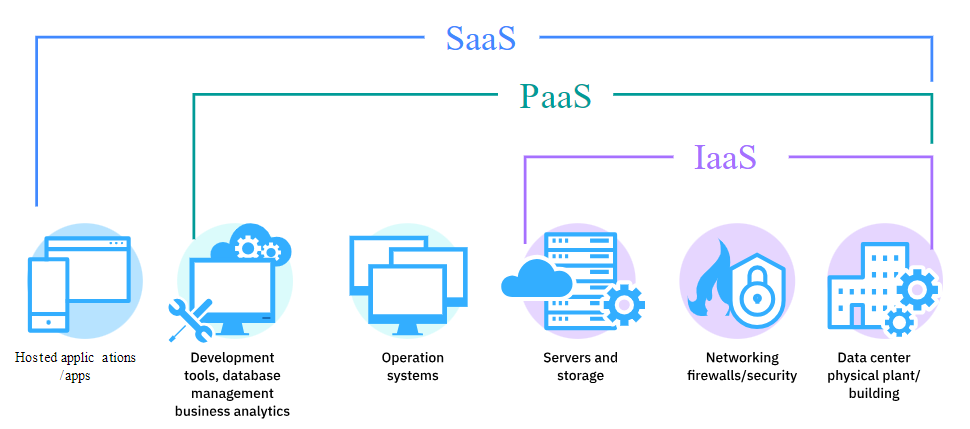 SaaS
PaaS
IaaS
Hosted applic ations
/apps
Development
tools, database
management
business analytics
Operation
systems
Servers and
storage
Networking
firewalls/security
Data center
physical plant/
building